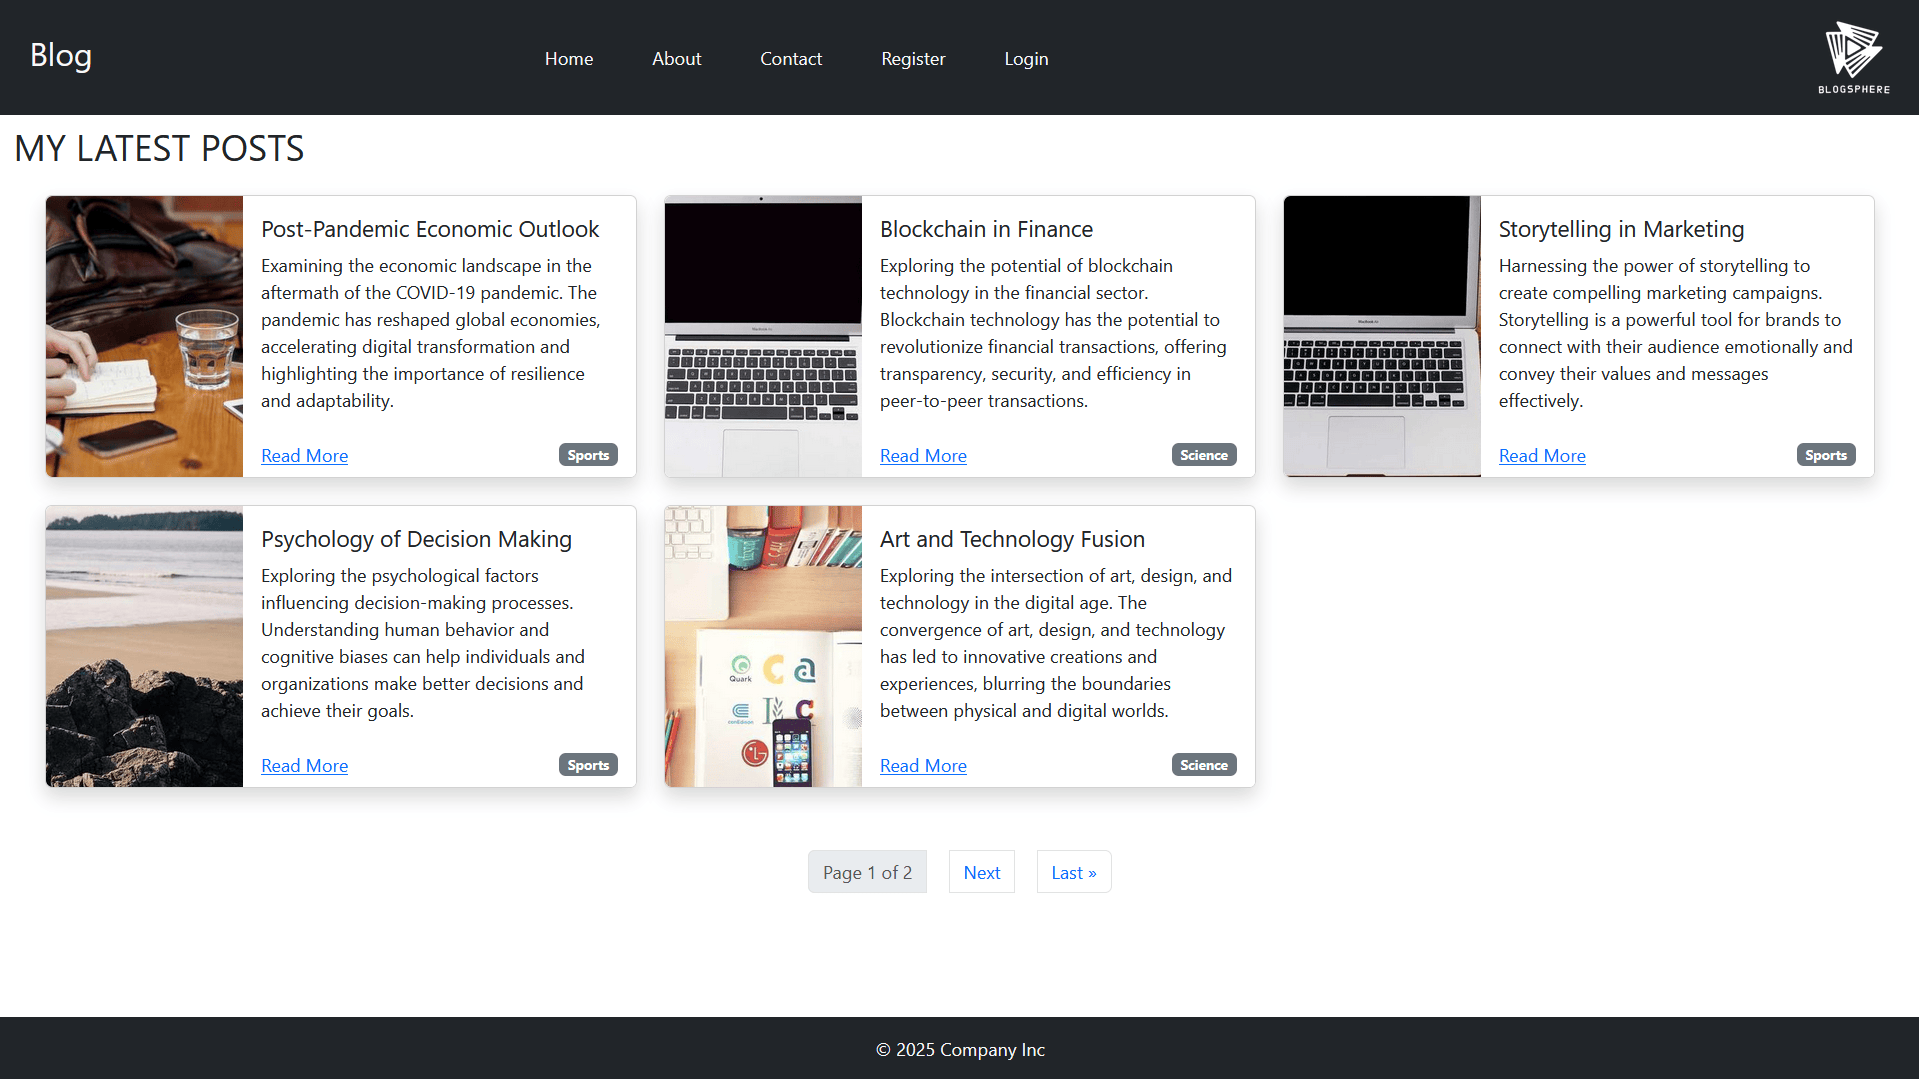 Blog
Home
About
Contact
Register
Login
BLOGSPHERE
MY LATEST POSTS
Post-Pandemic Economic Outlook
Examining the economic landscape in the
aftermath of the COVID-19 pandemic. The
pandemic has reshaped global economies,
accelerating digital transformation and
highlighting the importance of resilience
and adaptability.
Read More
Sports
Blockchain in Finance
Exploring the potential of blockchain
technology in the financial sector.
Blockchain technology has the potential to
revolutionize financial transactions, offering
transparency, security, and efficiency in
peer-to-peer transactions.
Read More
Science
Storytelling in Marketing
Harnessing the power of storytelling to
create compelling marketing campaigns.
Storytelling is a powerful tool for brands to
connect with their audience emotionally and
convey their values and messages
effectively.
Read More
Sports
Psychology of Decision Making
Exploring the psychological factors
influencing decision-making processes.
Understanding human behavior and
cognitive biases can help individuals and
organizations make better decisions and
achieve their goals.
Read More
Sports
Quark
Art and Technology Fusion
Exploring the intersection of art, design, and
technology in the digital age. The
convergence of art, design, and technology
has led to innovative creations and
experiences, blurring the boundaries
between physical and digital worlds.
Read More
Science
Page 1 of 2
Next
Last »
© 2025 Company Inc